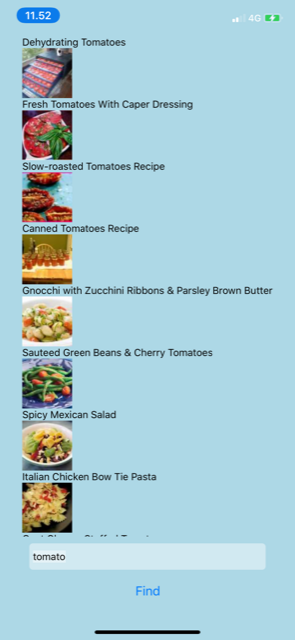 11.52
4G
Dehydrating Tomatoes
Fresh Tomatoes With Caper Dressing
Slow-roasted Tomatoes Recipe
Canned Tomatoes Recipe
Gnocchi with Zucchini Ribbons & Parsley Brown Butter
Sauteed Green Beans & Cherry Tomatoes
Spicy Mexican Salad
Italian Chicken Bow Tie Pasta
tomato
Find